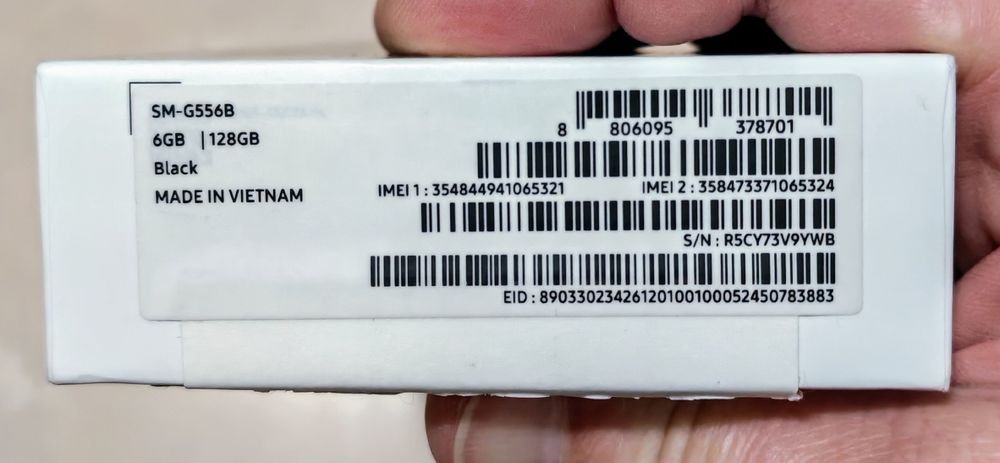 SM-G556B
6GB | 128GB
Black
MADE IN VIETNAM
8 806095 378701
IMEI 1 : 354844941065321 IMEI 2 : 358473371065324
S/N : R5CY73V9YWB
EID : 89033023426120100100052450783883